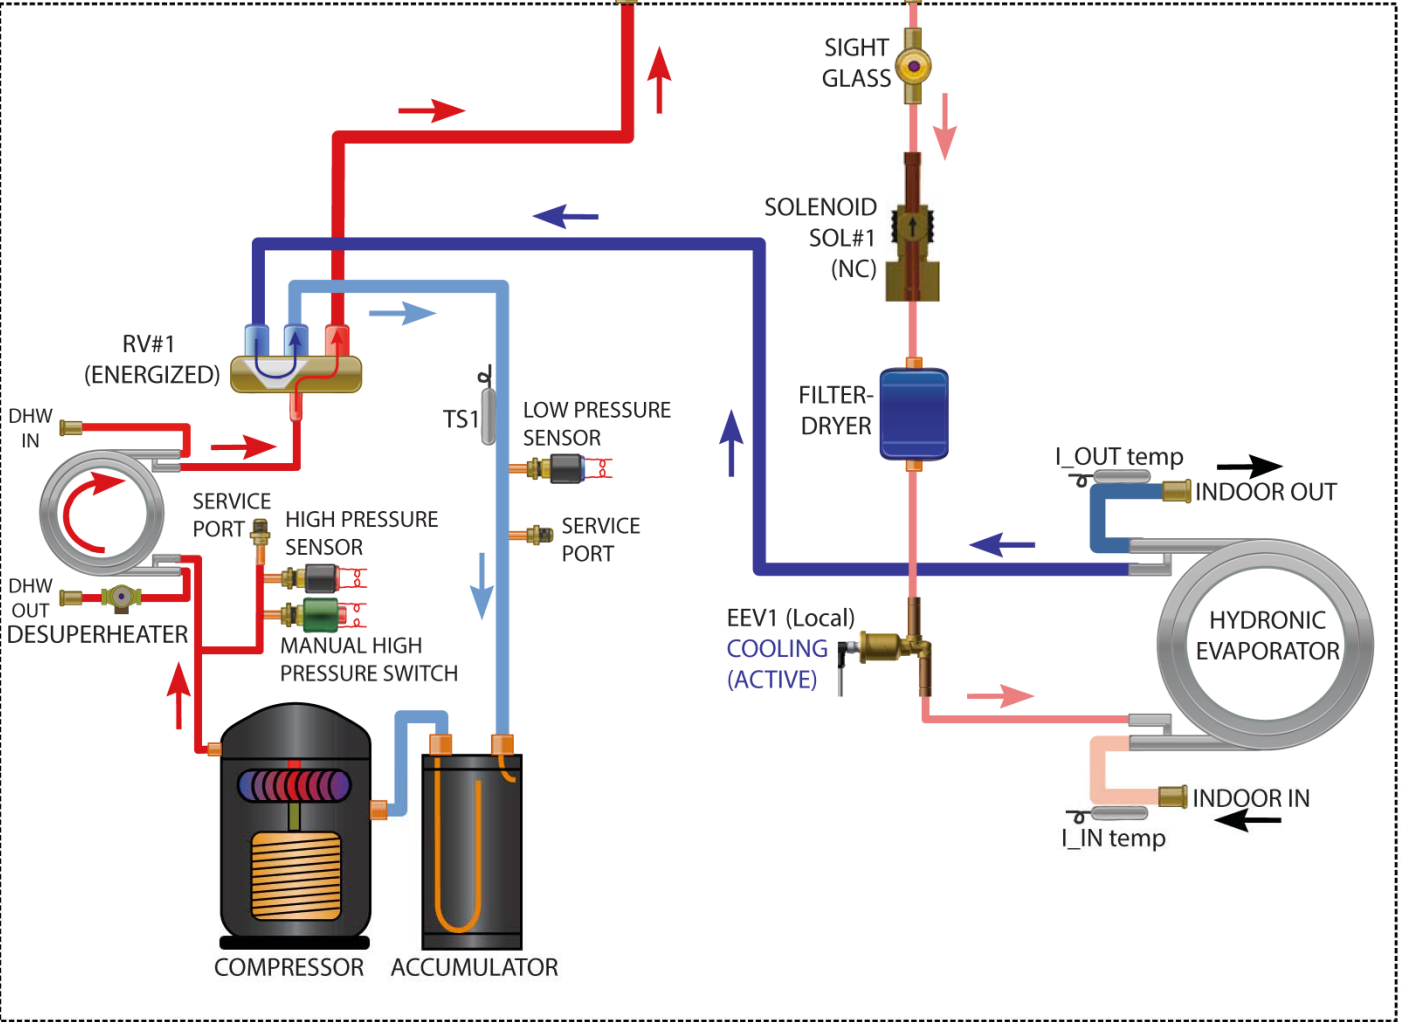 SIGHT
GLASS
SOLENOID
SOL#1
(NC)
RV#1
(ENERGIZED)
FILTER-
DRYER
DHW
IN
TS1
LOW PRESSURE
SENSOR
I_OUT temp
INDOOR OUT
SERVICE
PORT
HIGH PRESSURE
SENSOR
SERVICE
PORT
DHW
OUT
DESUPERHEATER
MANUAL HIGH
PRESSURE SWITCH
EEV1 (Local)
COOLING
(ACTIVE)
HYDRONIC
EVAPORATOR
INDOOR IN
I_IN temp
COMPRESSOR
ACCUMULATOR